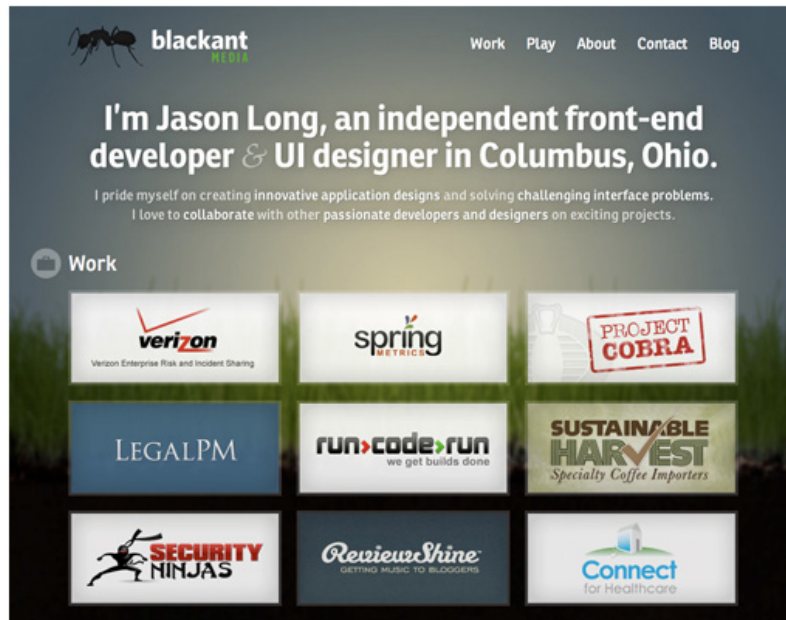 blackant
MEDIA
Work Play About Contact Blog
I'm Jason Long, an independent front-end
developer & UI designer in Columbus, Ohio.
I pride myself on creating innovative application designs and solving challenging interface problems.
I love to collaborate with other passionate developers and designers on exciting projects.
Work
verizon
Verizon Enterprise Risk and Incident Sharing
spring
METRICS
PROJECT
COBRA
LEGALPM
run>code>run
we get builds done
SUSTAINABLE
HARVEST
Specialty Coffee Importers
SECURITY
NINJAS
ReviewShine
GETTING MUSIC TO BLOGGERS
Connect
for Healthcare